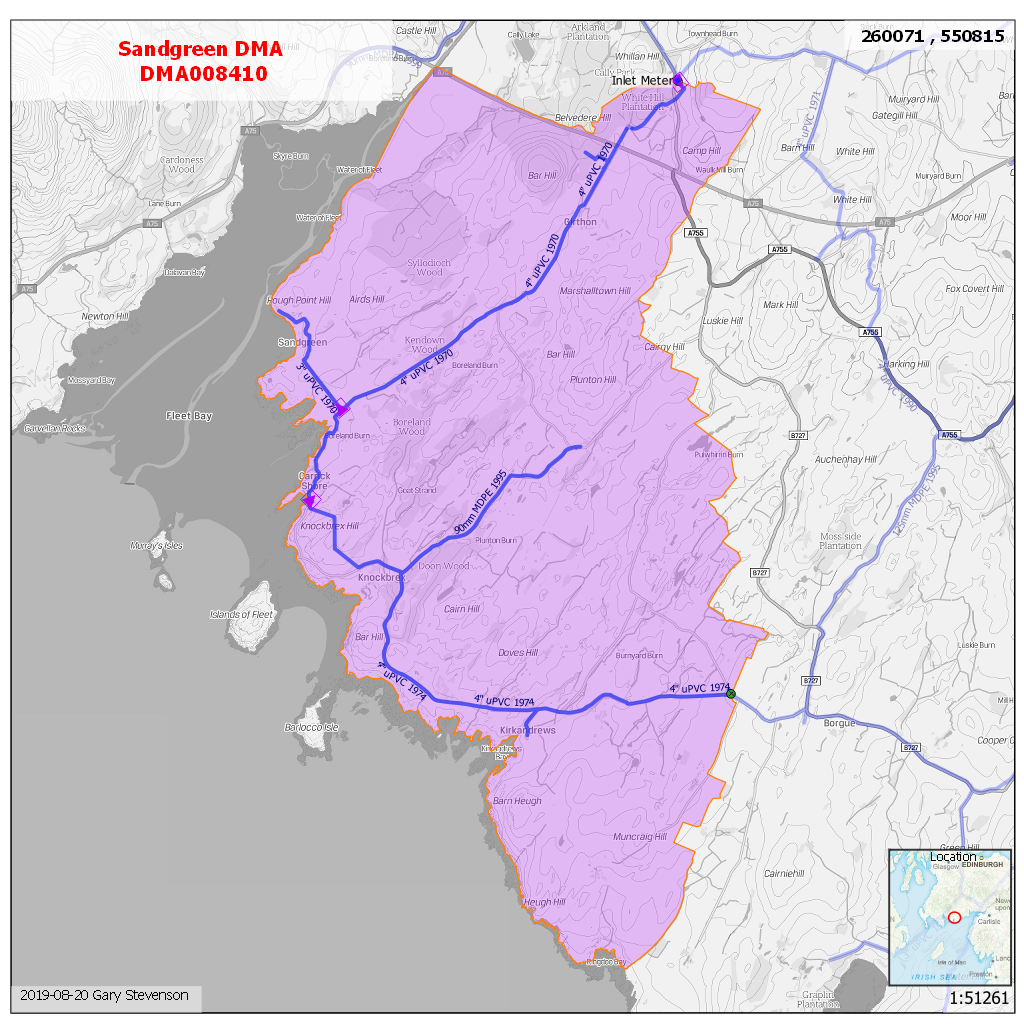 Sandgreen DMA
DMA008410
260071 , 550815
Castle Hill
Arkland
Plantation
Cally Lake
Townhead Burn
Whillan Hill
Cally Park
Inlet Meter
White Hill
Plantation
Belvedere Hill
A75
A75
Skyre Burn
Cardoness
Wood
Water of Fleet
Lane Burn
A75
Water of Fleet
Dalavan Bay
A75
Newton Hill
Mossyard Bay
Garvellan Rocks
Fleet Bay
Muiryard Hill
Gategill Hill
4" uPVC 1971
Barn Hill
White Hill
Camp Hill
Waulk Mill Burn
Muiryard Burn
White Hill
A75
A75
Moor Hill
A755
A755
Bar Hill
4" uPVC 1970
Girthon
4" uPVC 1970
Syllodioch
Wood
Marshalltown Hill
Fox Covert Hill
Rough Point Hill
Airds Hill
Mark Hill
Luskie Hill
A755
Sandgreen
Kendown
Wood
Cairny Hill
Bar Hill
Harking Hill
4" uPVC 1970
Boreland Burn
3" uPVC 1970
Plunton Hill
4" uPVC 1990
Boreland
Wood
Boreland Burn
B727
A755
Pulwhirrin Burn
Auchenhay Hill
Carrick
Shore
Goat Strand
90mm MDPE 1995
125mm MDPE 1995
Knockbrex Hill
Murray's Isles
Plunton Burn
Moss-side
Plantation
Knockbrex
Doon Wood
B727
Islands of Fleet
Cairn Hill
Bar Hill
Doves Hill
Burnyard Burn
Luskie Burn
4" uPVC 1974
4" uPVC 1974
4" uPVC 1974
B727
Barlocco Isle
Kirkandrews
Borgue
Kirkandrews
Bay
B727
Barn Heugh
Muncraig Hill
Green Hill
Cairniehill
Heugh Hill
Location
Glasgow
EDINBURGH
Carlisle
Isle of Man
Preston
IRISH SEA
Graplin
Plantation
2019-08-20 Gary Stevenson
1:51261